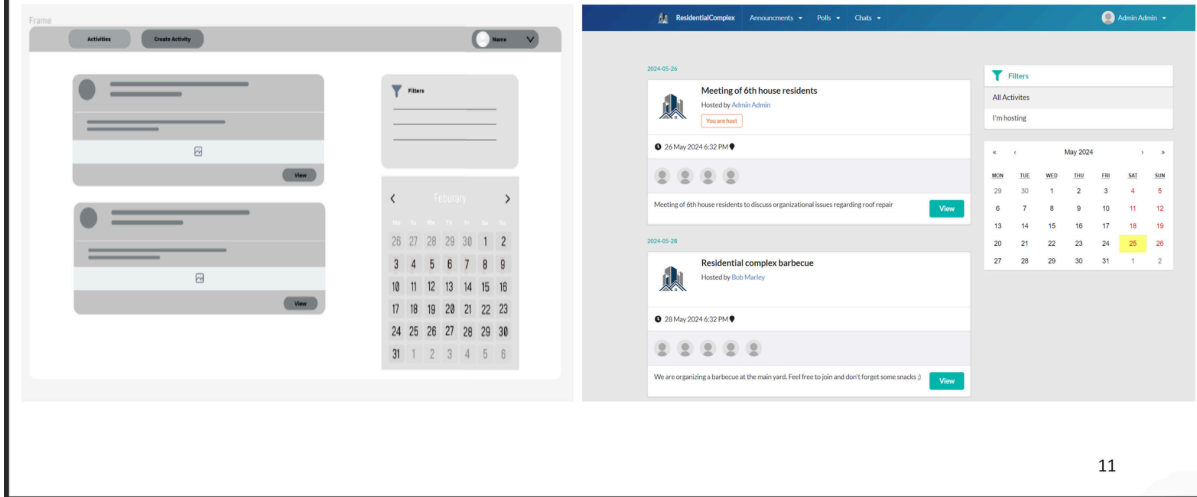 Frame
Activities Create Activity Name
Filters
View
View
Feburary
Mo Tu We Th Fr Sa Su
26 27 28 29 30 1 2
3 4 5 6 7 8 9
10 11 12 13 14 15 16
17 18 19 20 21 22 23
24 25 26 27 28 29 30
31 1 2 3 4 5 6
ResidentialComplex Announcments Polls Chats Admin Admin
2024-05-26
Meeting of 6th house residents
Hosted by Admin Admin
You are host
26 May 2024 6:32 PM
Meeting of 6th house residents to discuss organizational issues regarding roof repair
View
2024-05-28
Residential complex barbecue
Hosted by Bob Marley
28 May 2024 6:32 PM
We are organizing a barbecue at the main yard. Feel free to join and don't forget some snacks ;)
View
Filters
All Activites
I'm hosting
« ‹ May 2024 › »
MON TUE WED THU FRI SAT SUN
29 30 1 2 3 4 5
6 7 8 9 10 11 12
13 14 15 16 17 18 19
20 21 22 23 24 25 26
27 28 29 30 31 1 2
11